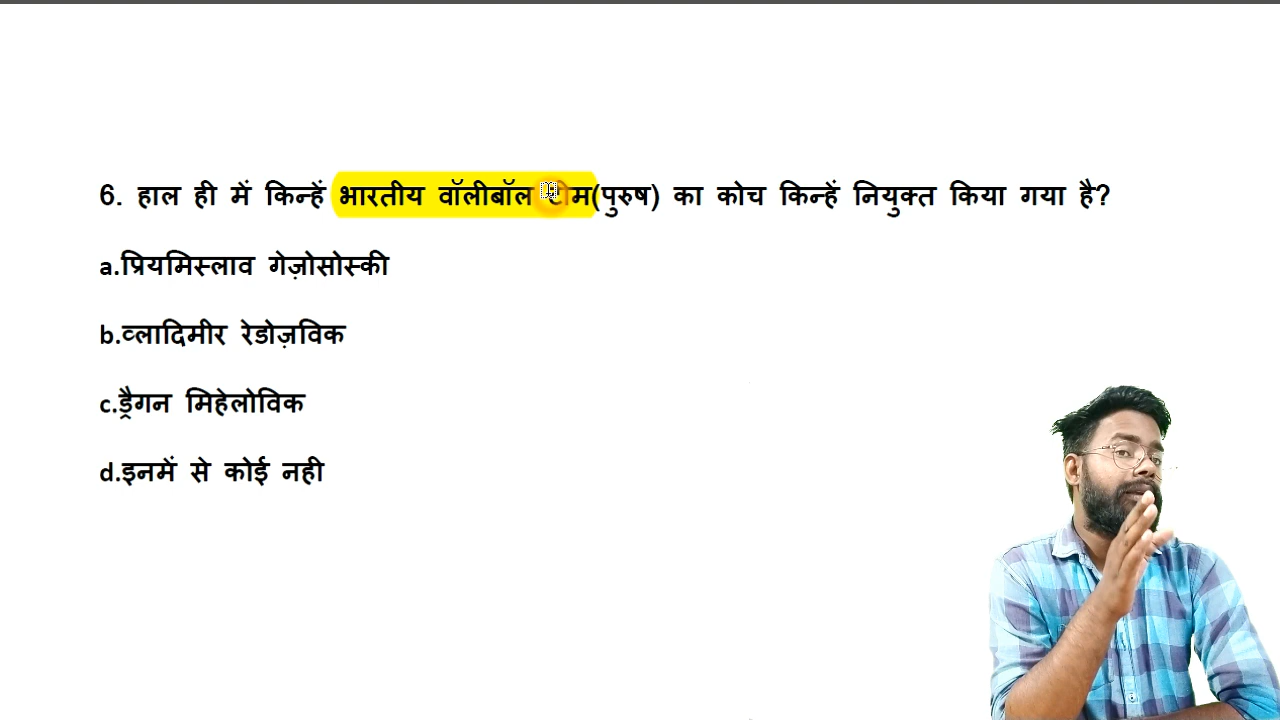 6. हाल ही में किन्हें भारतीय वॉलीबॉल टीम(पुरुष) का कोच किन्हें नियुक्त किया गया है?
a.प्रियमिस्लाव गेज़ोसोस्की
b.व्लादिमीर रेडोज़विक
c.ड्रैगन मिहेलोविक
d.इनमें से कोई नही